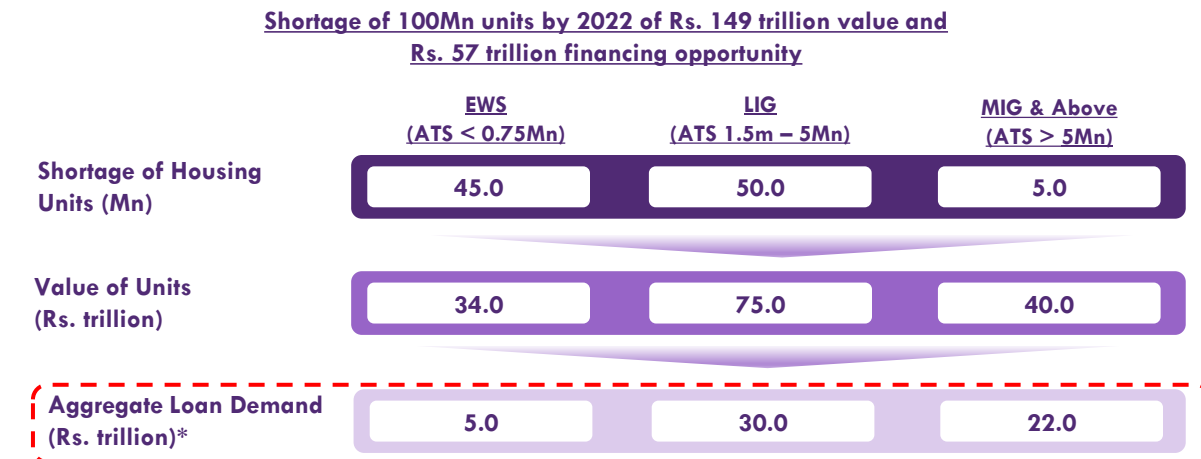 Shortage of 100Mn units by 2022 of Rs. 149 trillion value and
Rs. 57 trillion financing opportunity
EWS
(ATS < 0.75Mn)
LIG
(ATS 1.5m – 5Mn)
MIG & Above
(ATS > 5Mn)
Shortage of Housing
Units (Mn)
45.0
50.0
5.0
Value of Units
(Rs. trillion)
34.0
75.0
40.0
Aggregate Loan Demand
(Rs. trillion)*
5.0
30.0
22.0